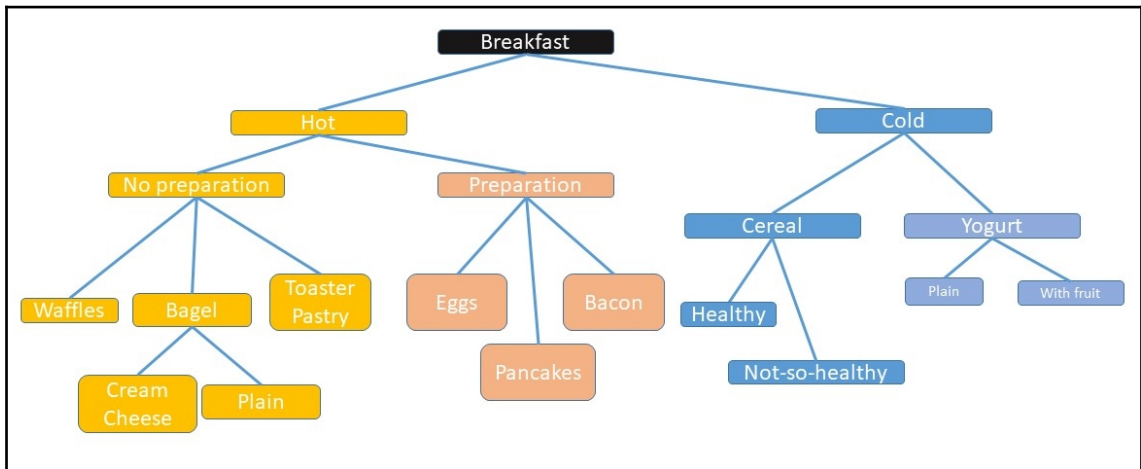 Breakfast
Hot
Cold
No preparation
Preparation
Cereal
Yogurt
Waffles
Bagel
Toaster
Pastry
Eggs
Bacon
Healthy
Plain
With fruit
Pancakes
Not-so-healthy
Cream
Cheese
Plain